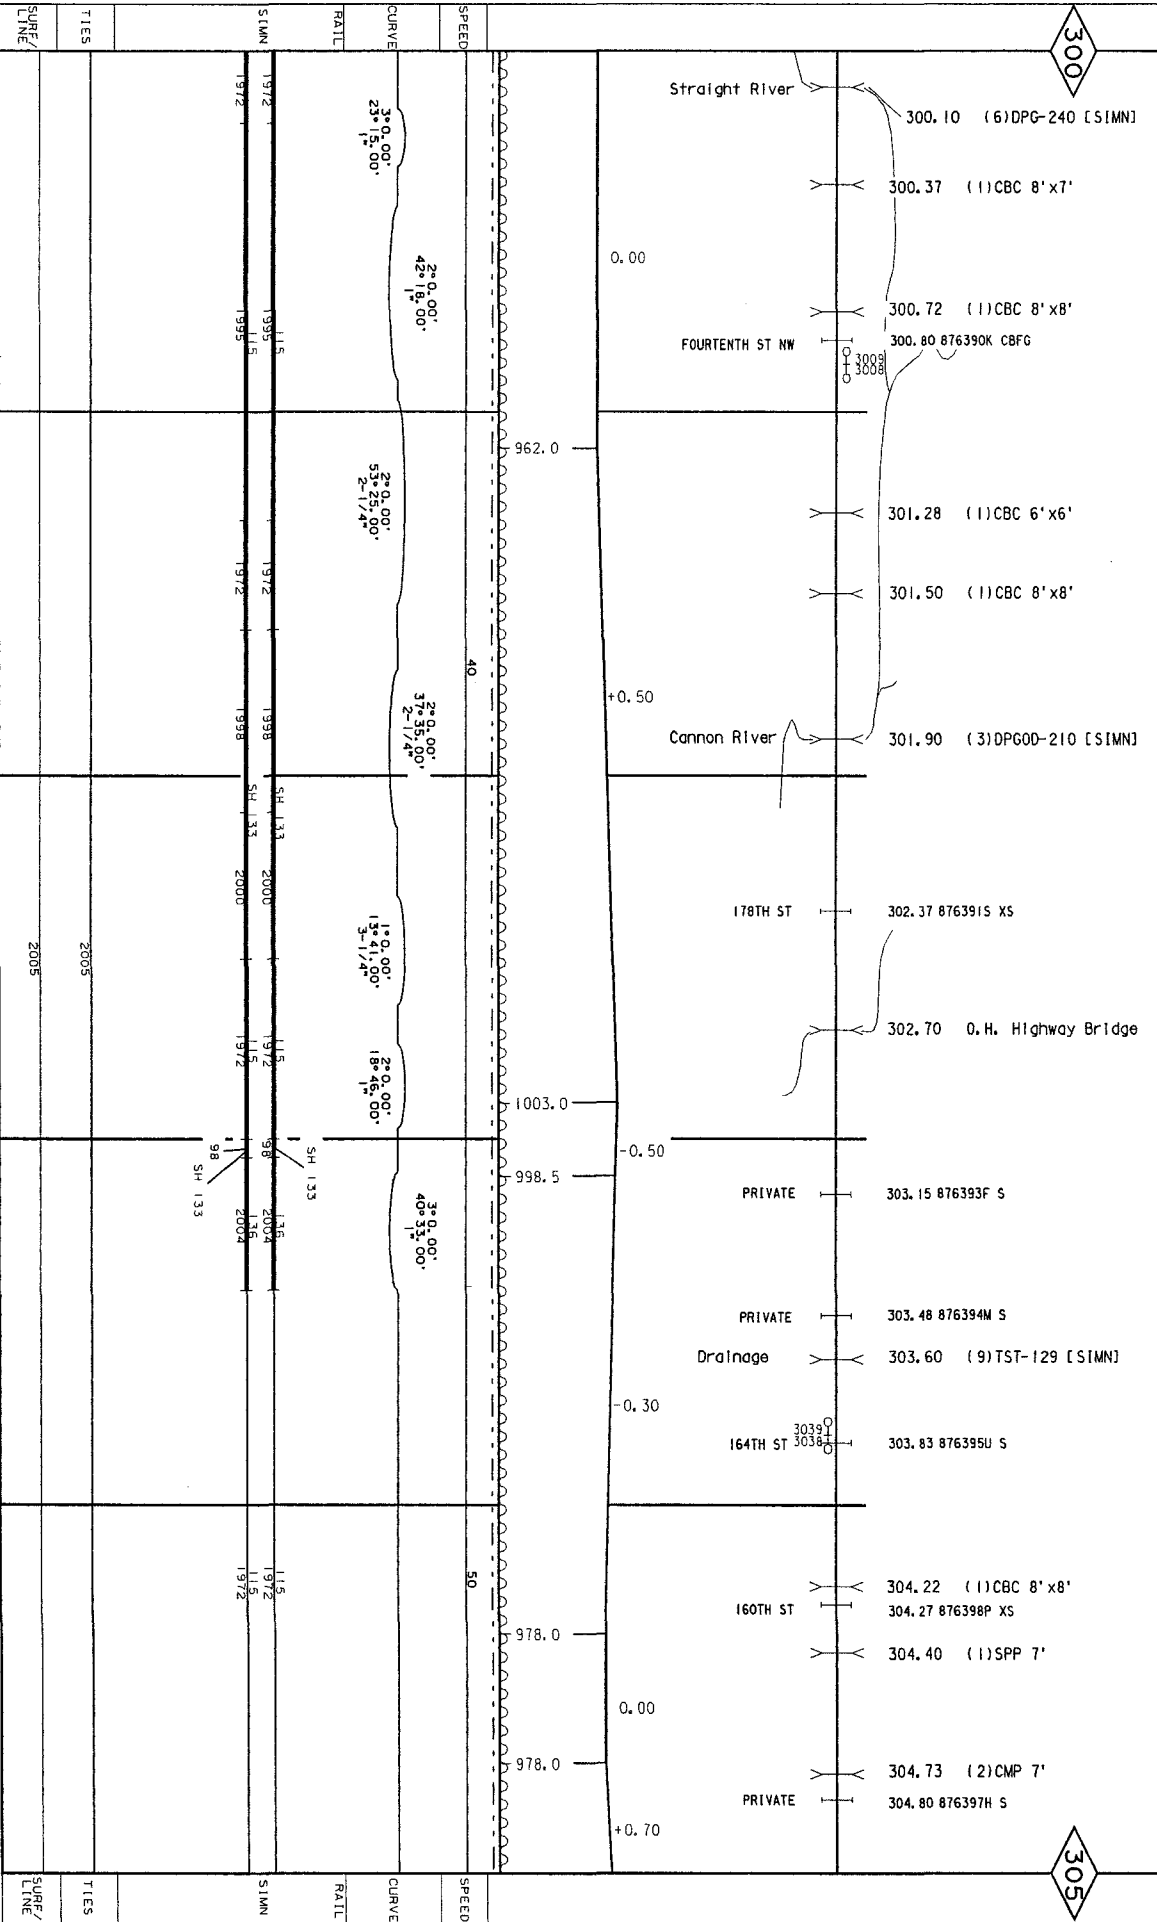 300
Straight River
300.10 (6)DPG-240 [SIMN]
300.37 (1)CBC 8'x7'
0.00
300.72 (1)CBC 8'x8'
FOURTENTH ST NW
300.80 876390K CBFG
3009
3008
962.0
301.28 (1)CBC 6'x6'
301.50 (1)CBC 8'x8'
+0.50
Cannon River
301.90 (3)DPGOD-210 [SIMN]
178TH ST
302.37 876391S XS
302.70 O.H. Highway Bridge
1003.0
-0.50
998.5
PRIVATE
303.15 876393F S
PRIVATE
303.48 876394M S
Drainage
303.60 (9)TST-129 [SIMN]
-0.30
3039
3038
164TH ST
303.83 876395U S
304.22 (1)CBC 8'x8'
160TH ST
304.27 876398P XS
978.0
304.40 (1)SPP 7'
0.00
978.0
304.73 (2)CMP 7'
PRIVATE
304.80 876397H S
+0.70
305
SPEED
40
50
SPEED
CURVE
3°0.00'
23°15.00'
1"
2°0.00'
42°18.00'
1"
2°0.00'
53°25.00'
2-1/4"
2°0.00'
37°35.00'
2-1/4"
1°0.00'
13°41.00'
3-1/4"
2°0.00'
18°46.00'
1"
3°0.00'
40°33.00'
1"
CURVE
RAIL
RAIL
SIMN
1972
115
1995
1972
1998
SH 133
2000
115
1972
98
SH 133
136
2004
115
1972
SIMN
1972
115
1995
1972
1998
SH 133
2000
115
1972
98
SH 133
136
2004
115
1972
TIES
2005
TIES
SURF/
LINE
2005
SURF/
LINE